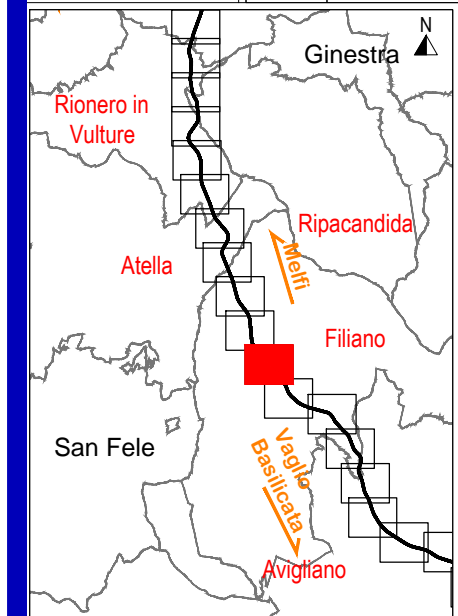 N
Ginestra
Rionero in
Vulture
Ripacandida
Melfi
Atella
Filiano
San Fele
Vaglio
Basilicata
Avigliano